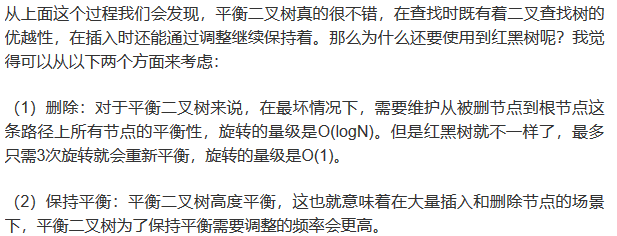 从上面这个过程我们会发现，平衡二叉树真的很不错，在查找时既有着二叉查找树的
优越性，在插入时还能通过调整继续保持着。那么为什么还要使用到红黑树呢？我觉
得可以从以下两个方面来考虑：
（1）删除：对于平衡二叉树来说，在最坏情况下，需要维护从被删节点到根节点这
条路径上所有节点的平衡性，旋转的量级是O(logN)。但是红黑树就不一样了，最多
只需3次旋转就会重新平衡，旋转的量级是O(1)。
（2）保持平衡：平衡二叉树高度平衡，这也就意味着在大量插入和删除节点的场景
下，平衡二叉树为了保持平衡需要调整的频率会更高。